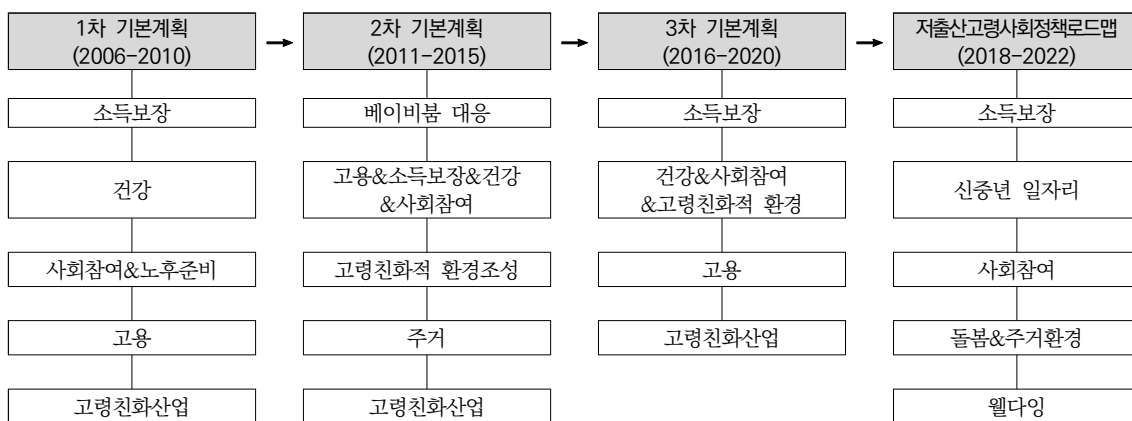 1차 기본계획
(2006-2010)
2차 기본계획
(2011-2015)
3차 기본계획
(2016-2020)
저출산고령사회정책로드맵
(2018-2022)
소득보장
베이비붐 대응
소득보장
소득보장
건강
고용&소득보장&건강
&사회참여
건강&사회참여
&고령친화적 환경
신중년 일자리
사회참여&노후준비
고령친화적 환경조성
고용
사회참여
고용
주거
고령친화산업
돌봄&주거환경
고령친화산업
고령친화산업
웰다잉